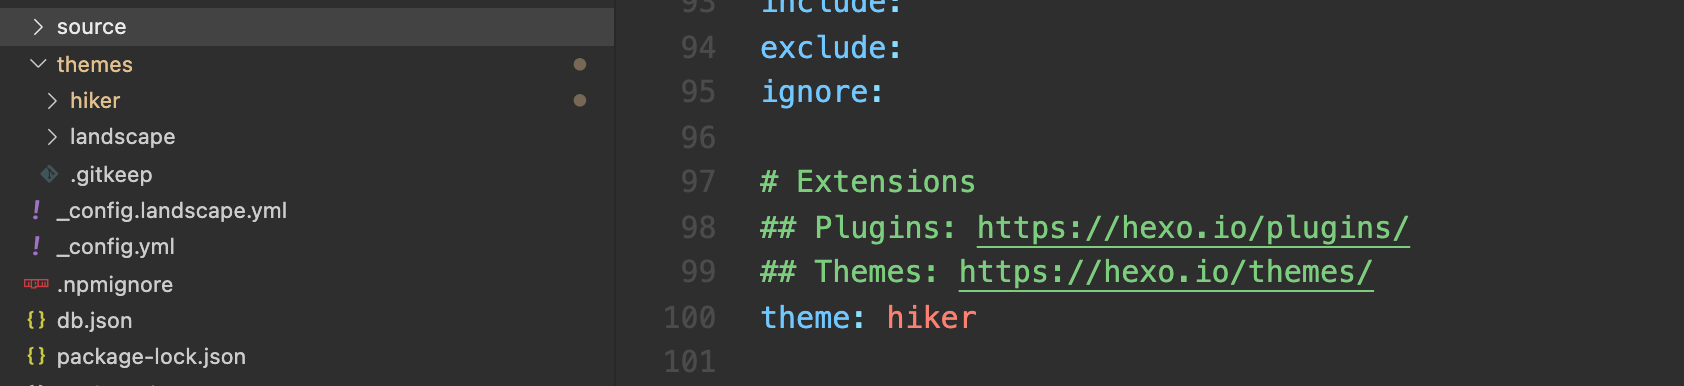 source
themes
hiker
landscape
.gitkeep
_config.landscape.yml
_config.yml
.npmignore
db.json
package-lock.json
93 include:
94 exclude:
95 ignore:
96
97 # Extensions
98 ## Plugins: https://hexo.io/plugins/
99 ## Themes: https://hexo.io/themes/
100 theme: hiker
101